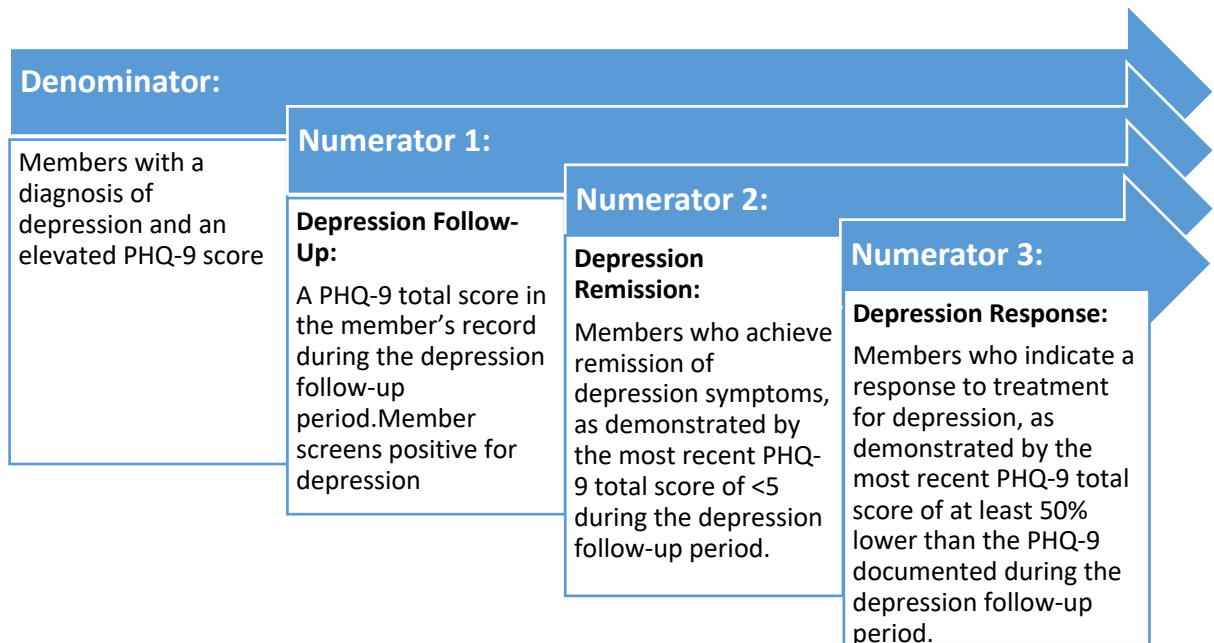 Denominator:
Members with a
diagnosis of
depression and an
elevated PHQ-9 score
Numerator 1:
Depression Follow-
Up:
A PHQ-9 total score in
the member’s record
during the depression
follow-up
period.Member
screens positive for
depression
Numerator 2:
Depression
Remission:
Members who achieve
remission of
depression symptoms,
as demonstrated by
the most recent PHQ-
9 total score of <5
during the depression
follow-up period.
Numerator 3:
Depression Response:
Members who indicate a
response to treatment
for depression, as
demonstrated by the
most recent PHQ-9 total
score of at least 50%
lower than the PHQ-9
documented during the
depression follow-up
period.